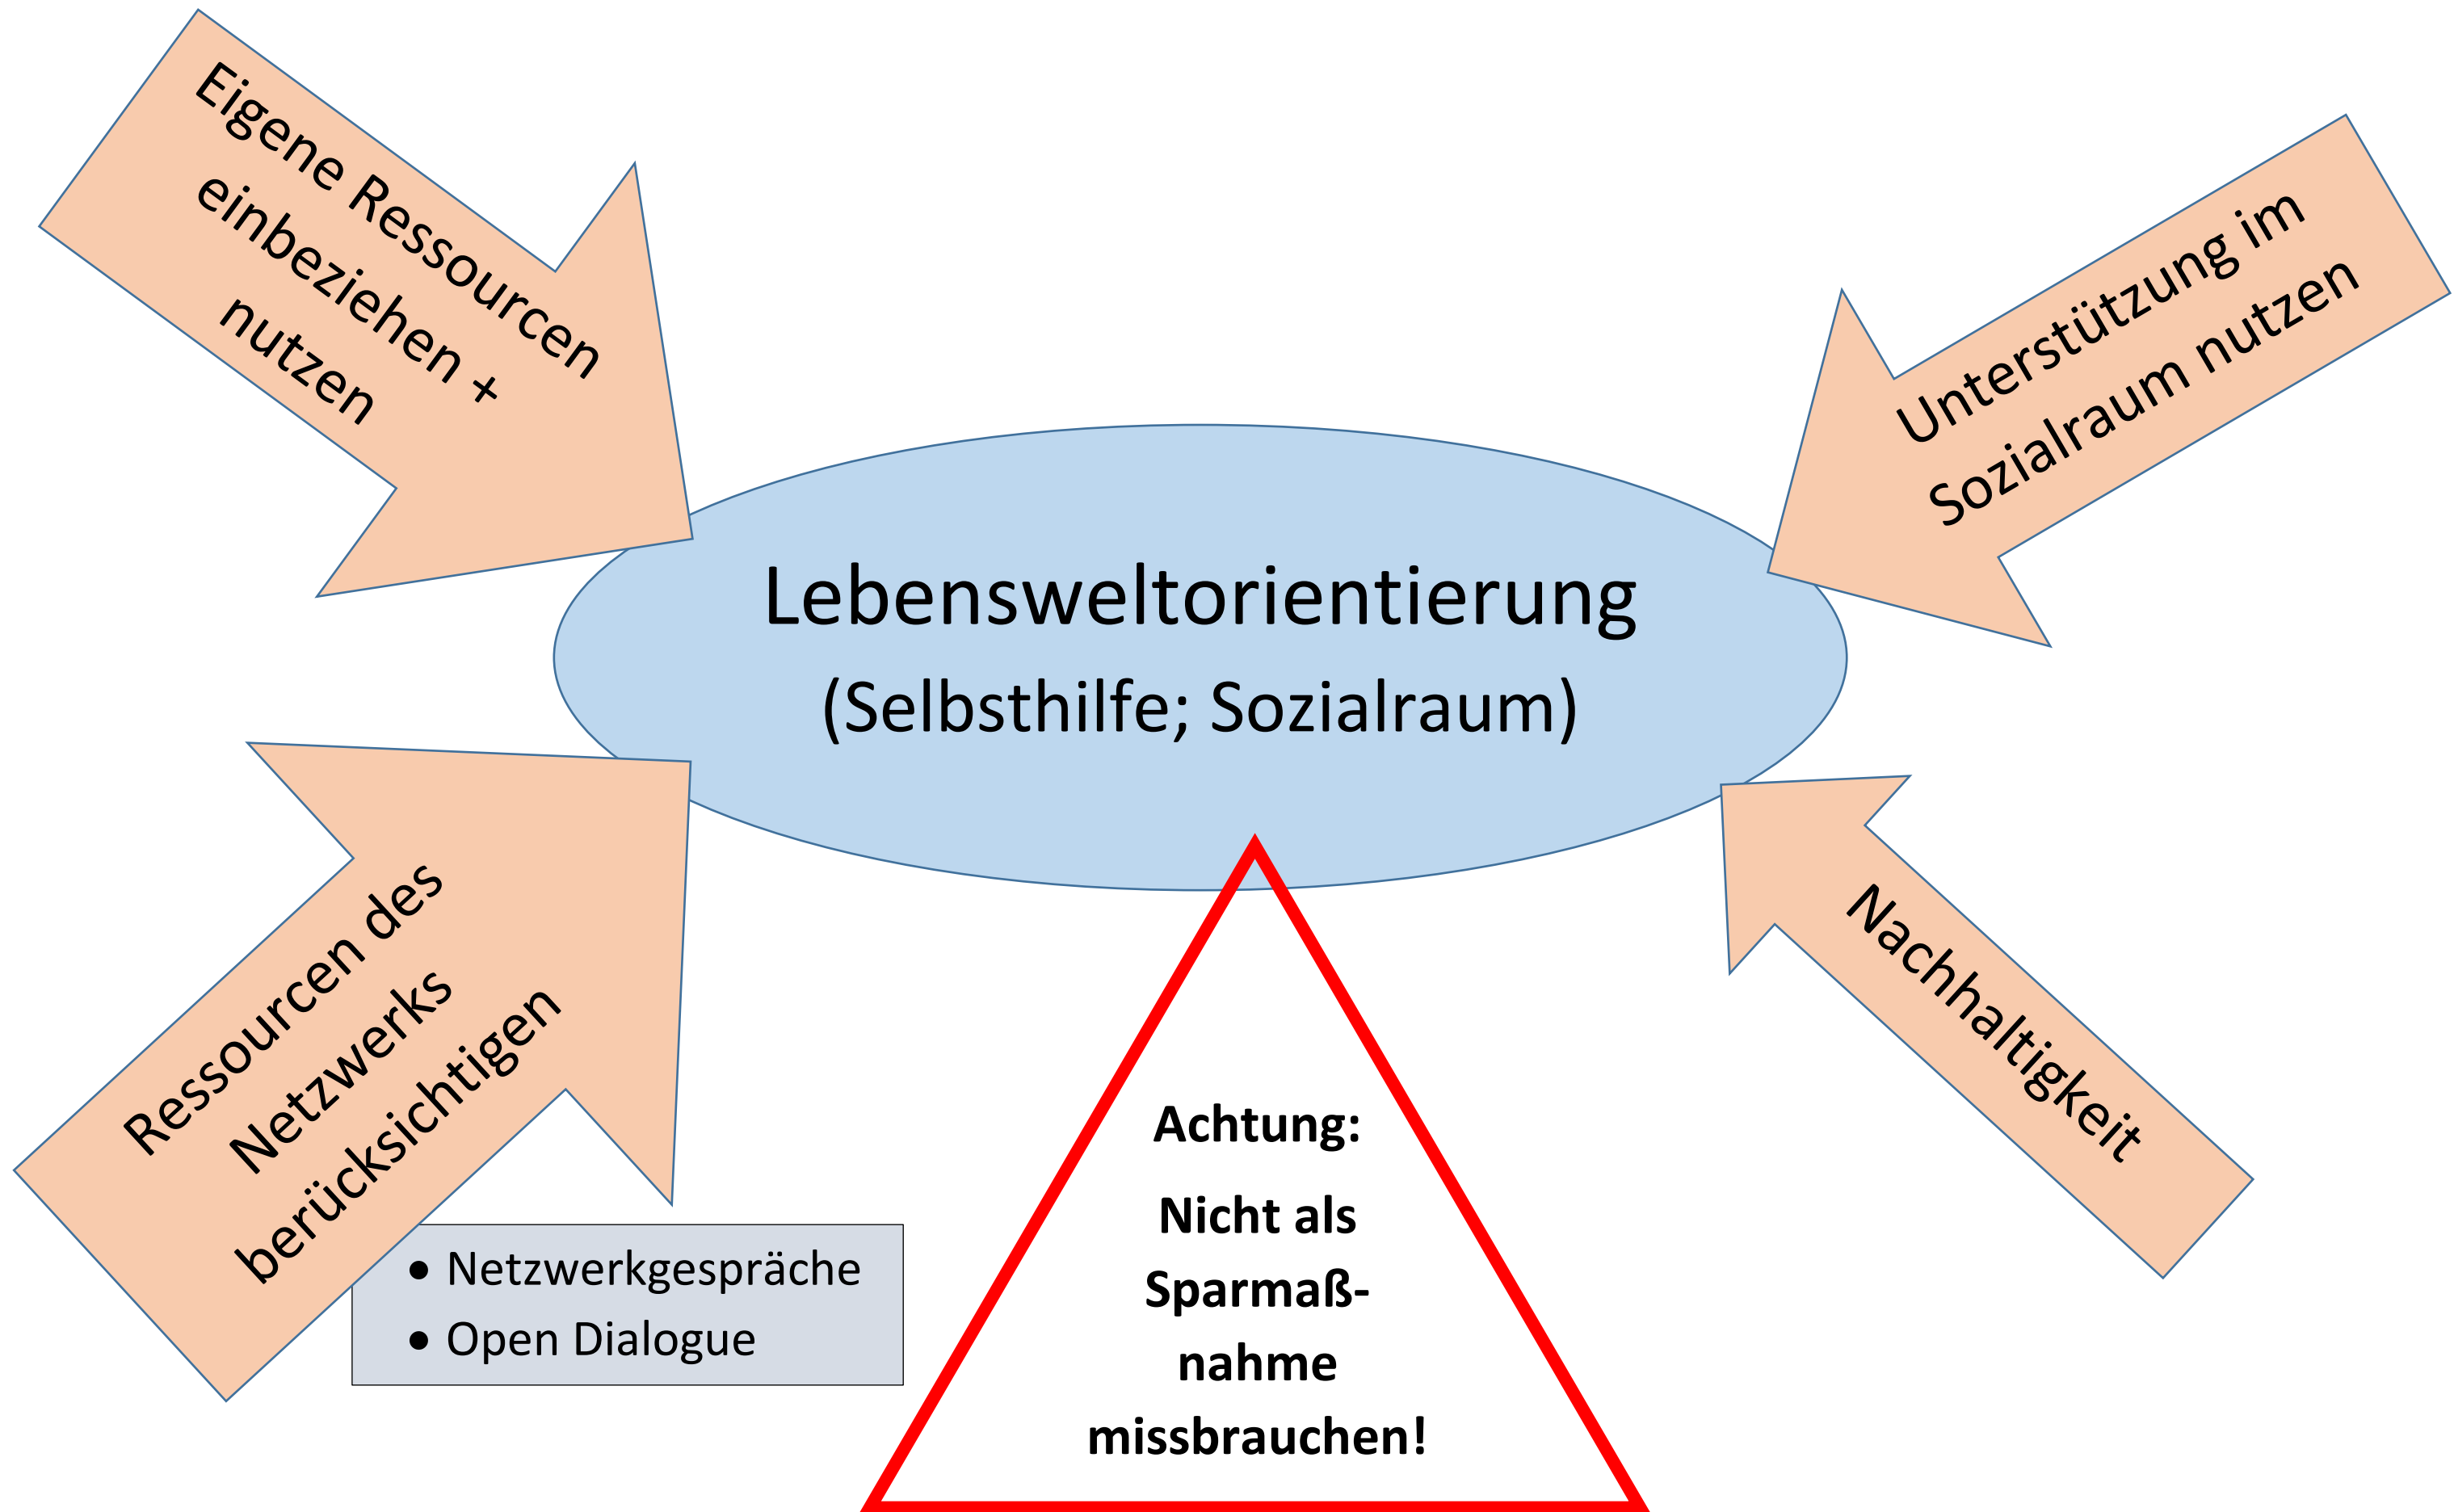 Eigene Ressourcen
einbeziehen +
nutzen
Unterstützung im
Sozialraum nutzen
Lebensweltorientierung
(Selbsthilfe; Sozialraum)
Ressourcen des
Netzwerks
berücksichtigen
• Netzwerkgespräche
• Open Dialogue
Nachhaltigkeit
Achtung:
Nicht als
Sparmaß-
nahme
missbrauchen!